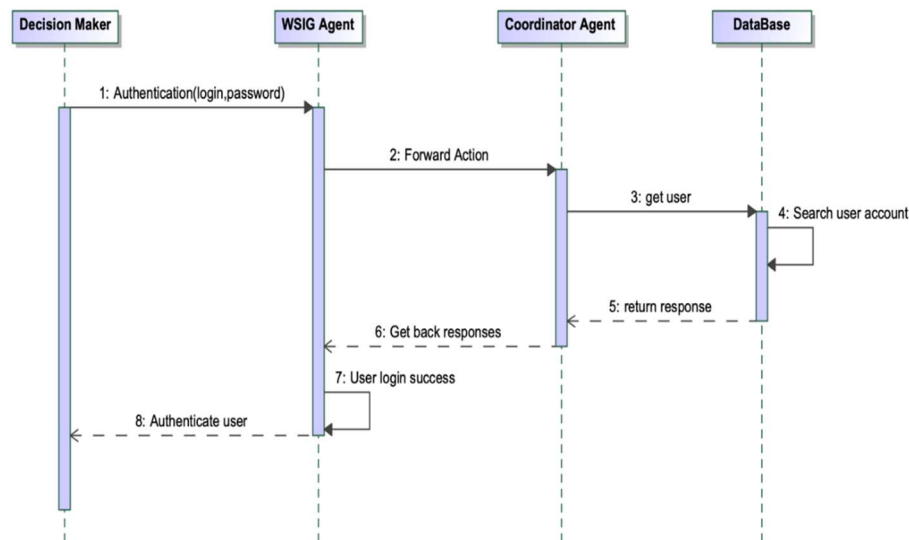 Decision Maker
WSIG Agent
Coordinator Agent
DataBase
1: Authentication(login,password)
2: Forward Action
3: get user
4: Search user account
5: return response
6: Get back responses
7: User login success
8: Authenticate user